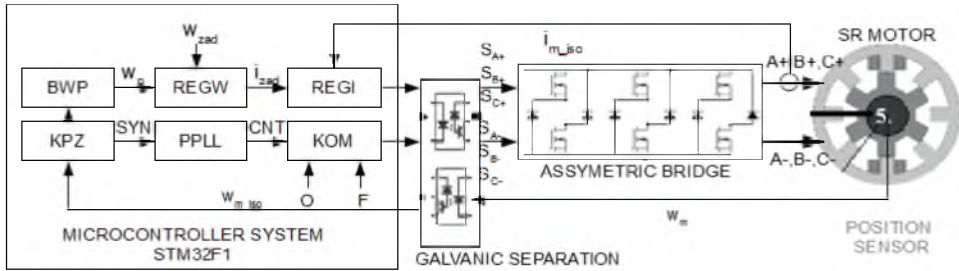 W_zad
i_m_iso
SR MOTOR
S_A+
S_B+
S_C+
S_A-
S_B-
S_C-
A+,B+,C+
BWP
REGW
i_zad
REGI
KPZ
SYN
PPLL
CNT
KOM
S.
A-,B-,C-
ASSYMETRIC BRIDGE
W_m_iso
O
F
W_m
MICROCONTROLLER SYSTEM
STM32F1
GALVANIC SEPARATION
POSITION
SENSOR